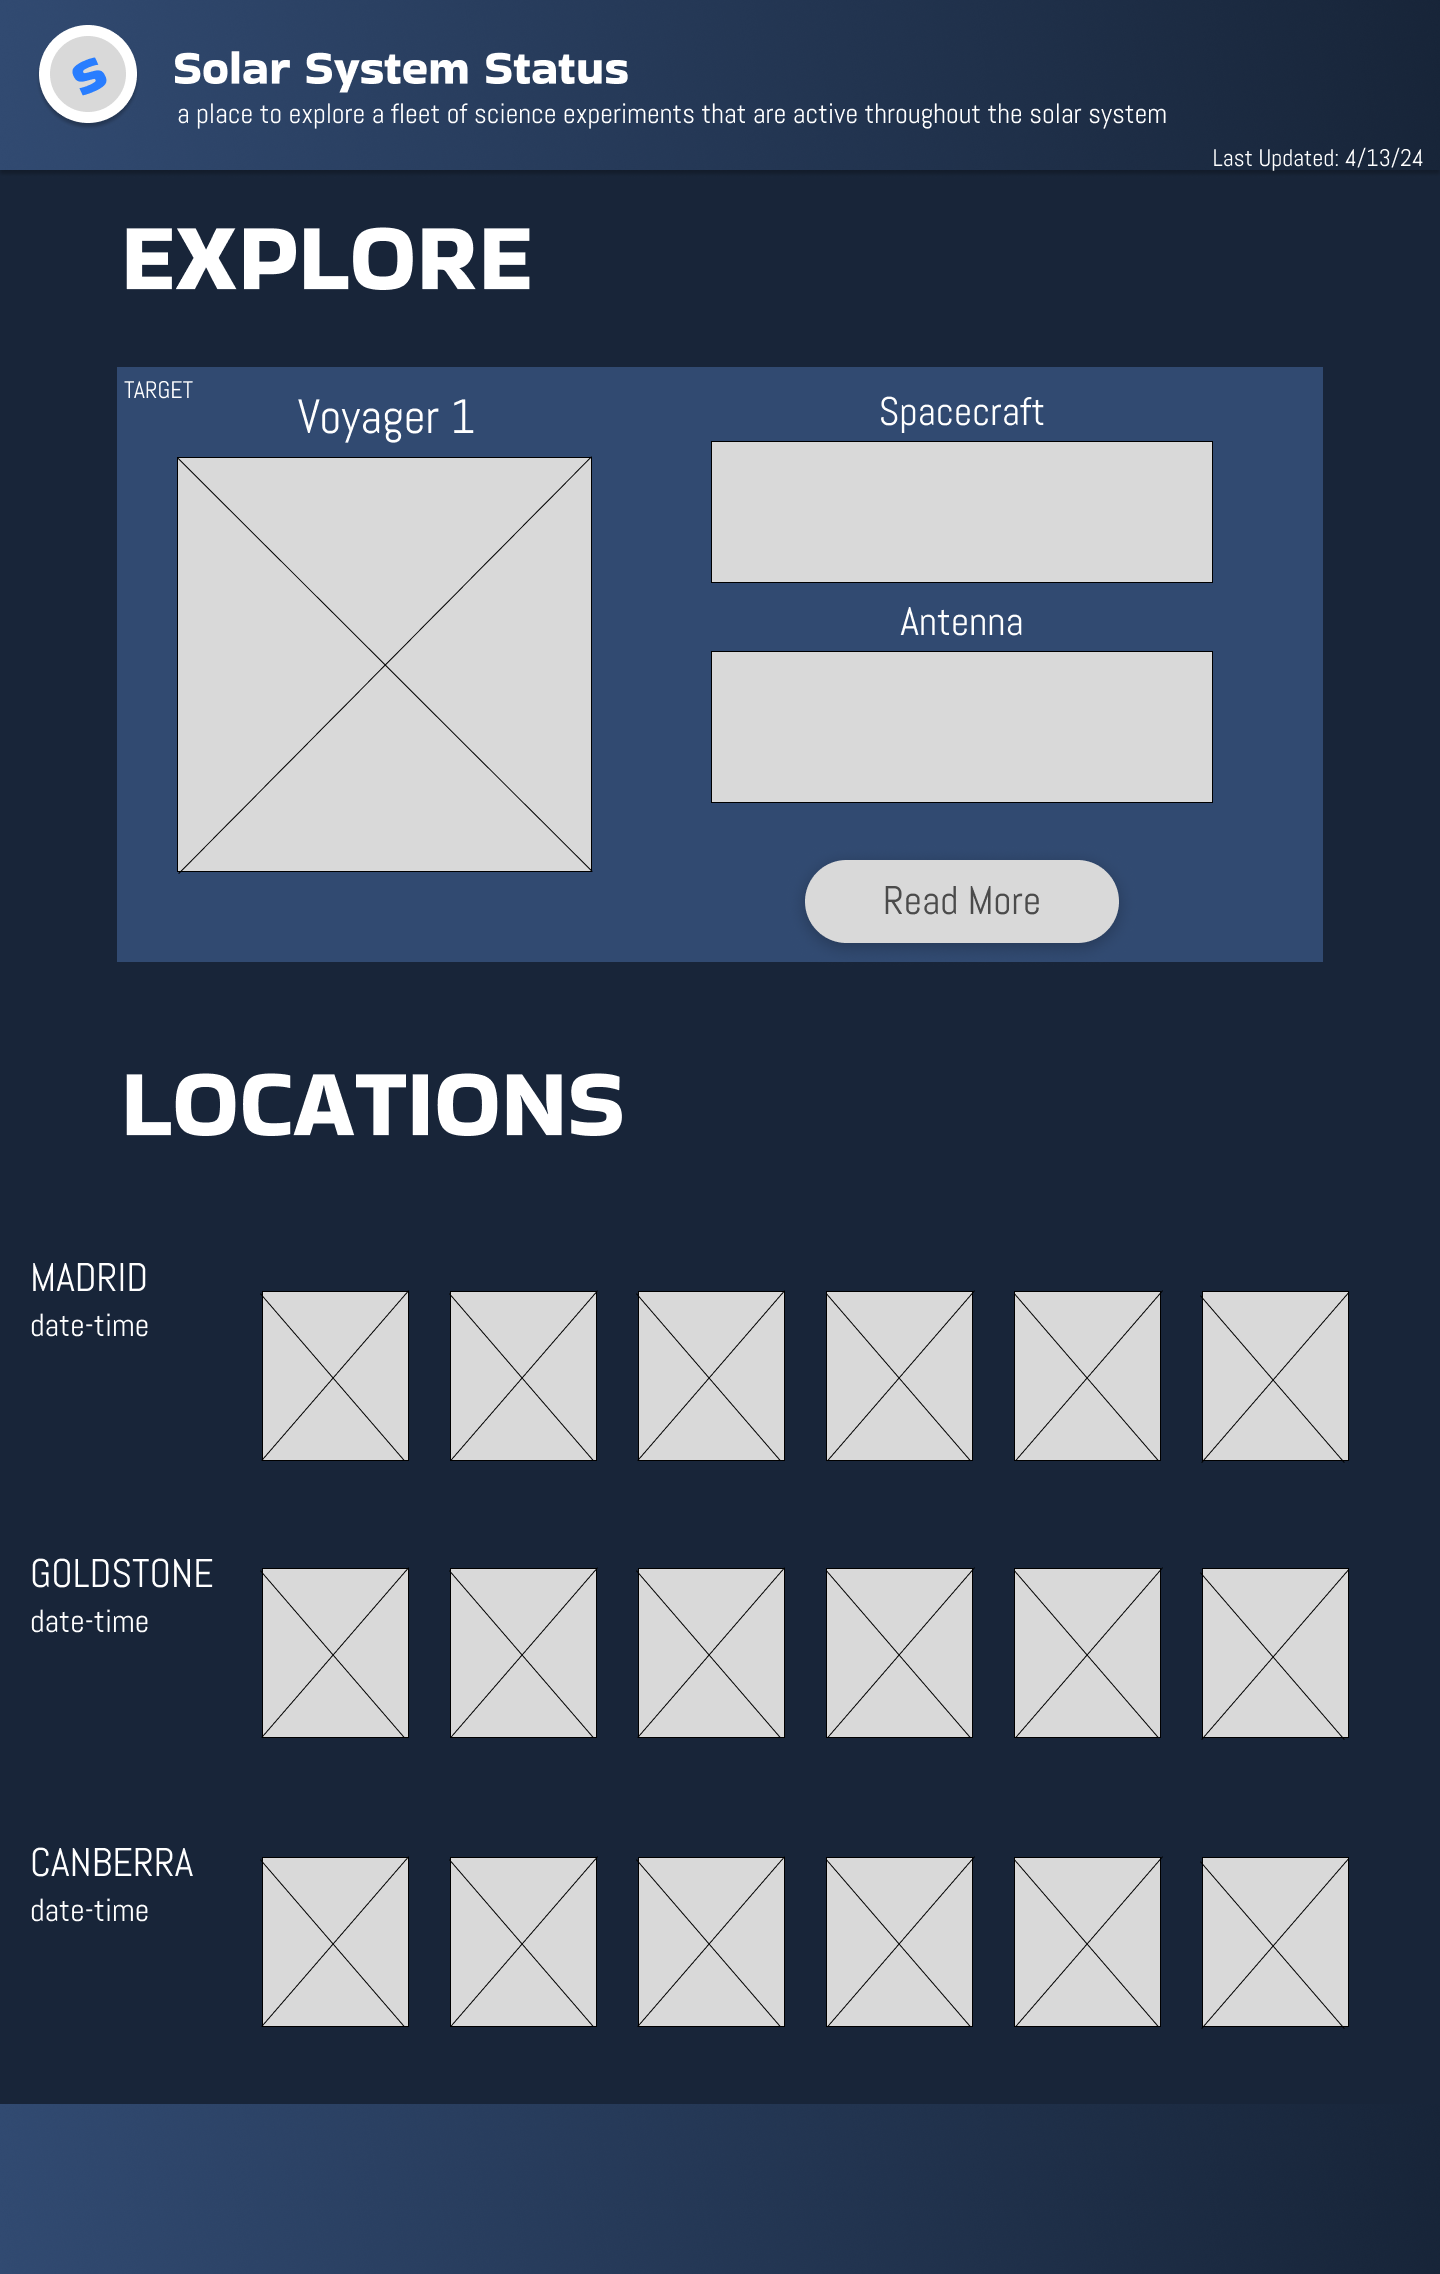 S
Solar System Status
a place to explore a fleet of science experiments that are active throughout the solar system
Last Updated: 4/13/24
EXPLORE
TARGET
Voyager 1
Spacecraft
Antenna
Read More
LOCATIONS
MADRID
date-time
GOLDSTONE
date-time
CANBERRA
date-time